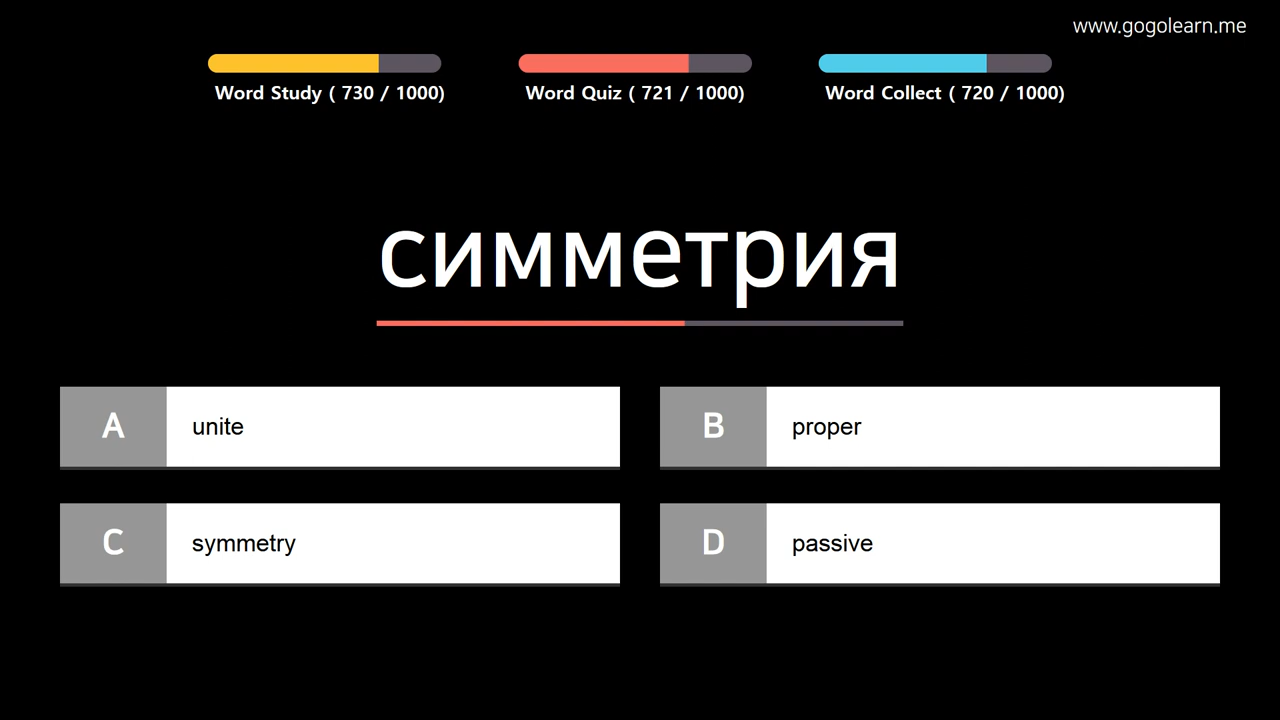 www.gogolearn.me
Word Study ( 730 / 1000)
Word Quiz ( 721 / 1000)
Word Collect ( 720 / 1000)
симметрия
A unite
B proper
C symmetry
D passive